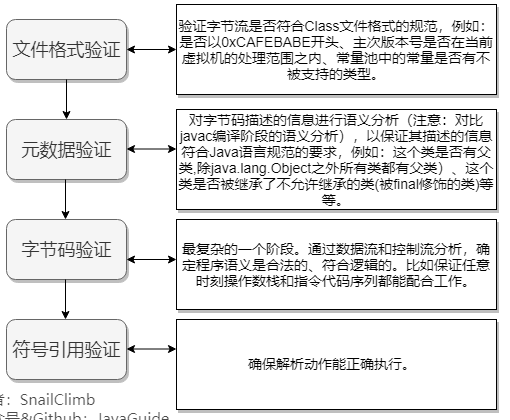 文件格式验证
验证字节流是否符合Class文件格式的规范，例如：
是否以0xCAFEBABE开头、主次版本号是否在当前
虚拟机的处理范围之内、常量池中的常量是否有不
被支持的类型。
元数据验证
对字节码描述的信息进行语义分析（注意：对比
javac编译阶段的语义分析），以保证其描述的信息
符合Java语言规范的要求，例如：这个类是否有父
类,除java.lang.Object之外所有类都有父类）、这个
类是否被继承了不允许继承的类(被final修饰的类)等
等。
字节码验证
最复杂的一个阶段。通过数据流和控制流分析，确
定程序语义是合法的、符合逻辑的。比如保证任意
时刻操作数栈和指令代码序列都能配合工作。
符号引用验证
确保解析动作能正确执行。
者：SnailClimb
众号&Github：JavaGuide